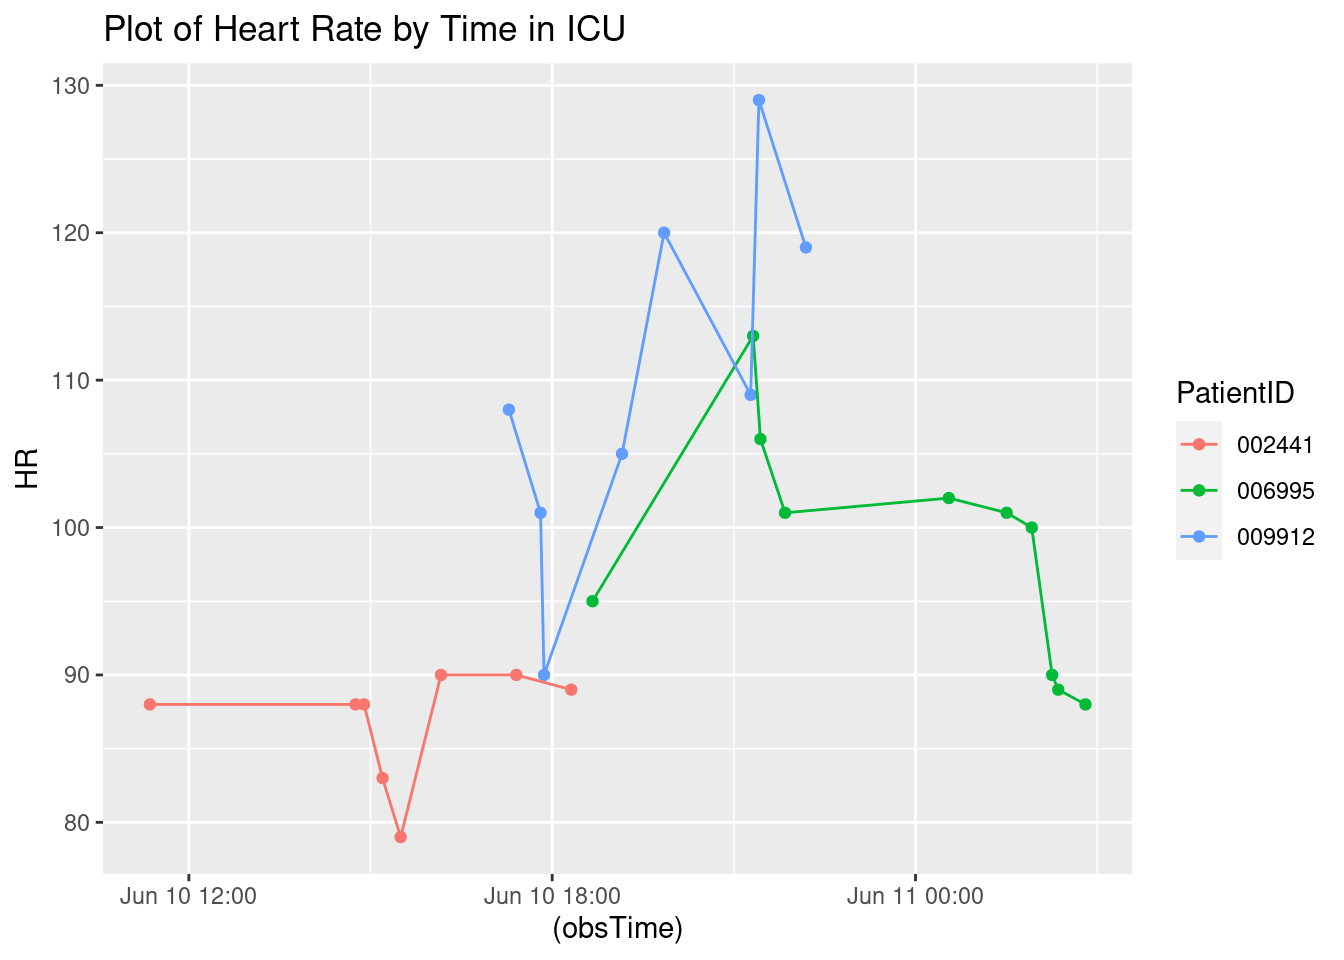 Plot of Heart Rate by Time in ICU
130
120
110
100
90
80
HR
Jun 10 12:00
Jun 10 18:00
Jun 11 00:00
(obsTime)
PatientID
002441
006995
009912